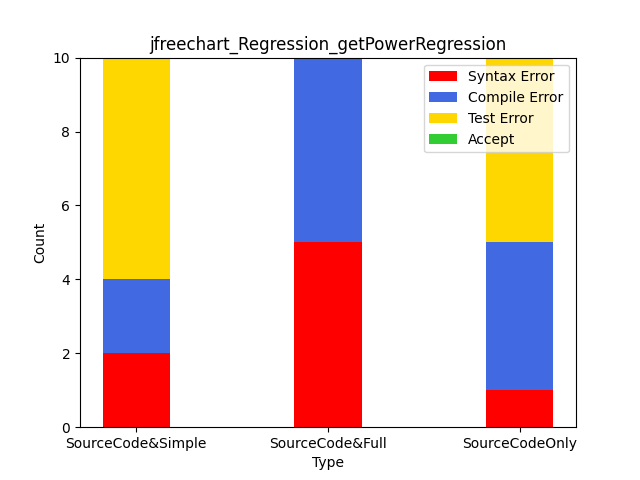 jfreechart_Regression_getPowerRegression
10
8
6
4
2
0
Count
Syntax Error
Compile Error
Test Error
Accept
SourceCode&Simple
SourceCode&Full
SourceCodeOnly
Type